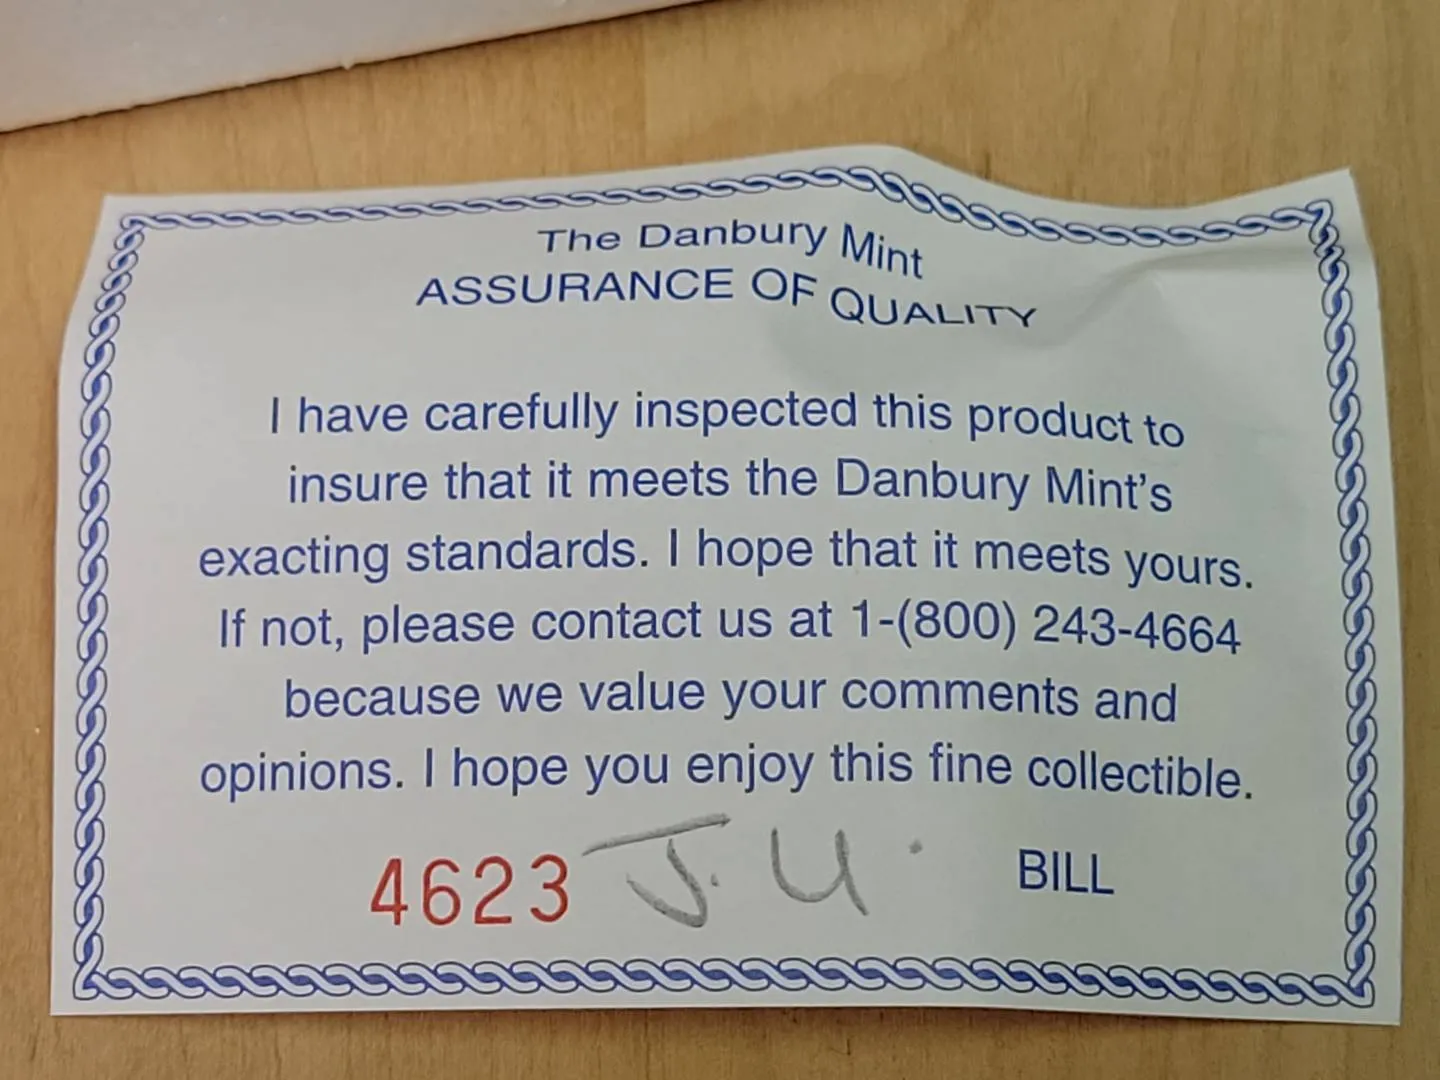 The Danbury Mint
ASSURANCE OF QUALITY
I have carefully inspected this product to
insure that it meets the Danbury Mint's
exacting standards. I hope that it meets yours.
If not, please contact us at 1-(800) 243-4664
because we value your comments and
opinions. I hope you enjoy this fine collectible.
4623 J. U. BILL